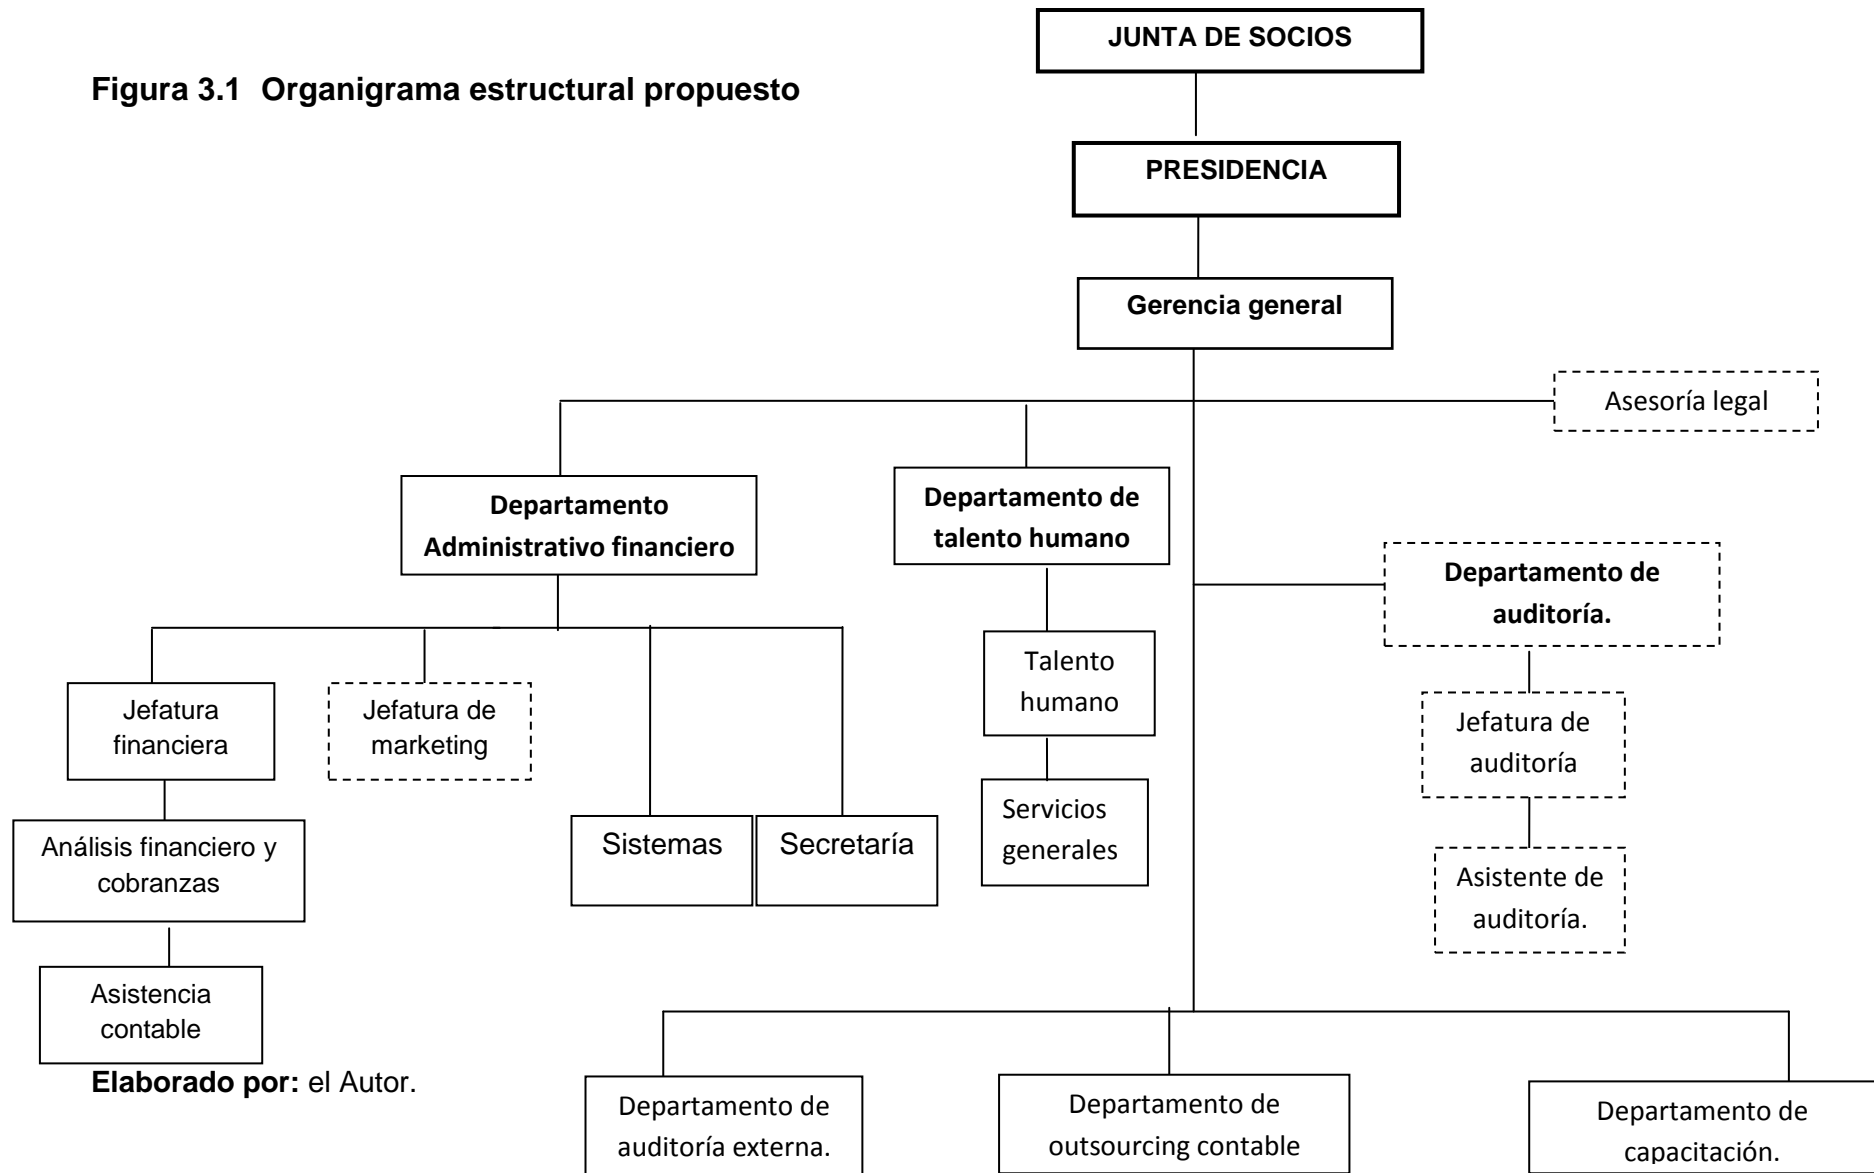 JUNTA DE SOCIOS
Figura 3.1 Organigrama estructural propuesto
PRESIDENCIA
Gerencia general
Asesoría legal
Departamento
Administrativo financiero
Departamento de
talento humano
Departamento de
auditoría.
Jefatura
financiera
Jefatura de
marketing
Talento
humano
Jefatura de
auditoría
Análisis financiero y
cobranzas
Sistemas
Secretaría
Servicios
generales
Asistente de
auditoría.
Asistencia
contable
Elaborado por: el Autor.
Departamento de
auditoría externa.
Departamento de
outsourcing contable
Departamento de
capacitación.